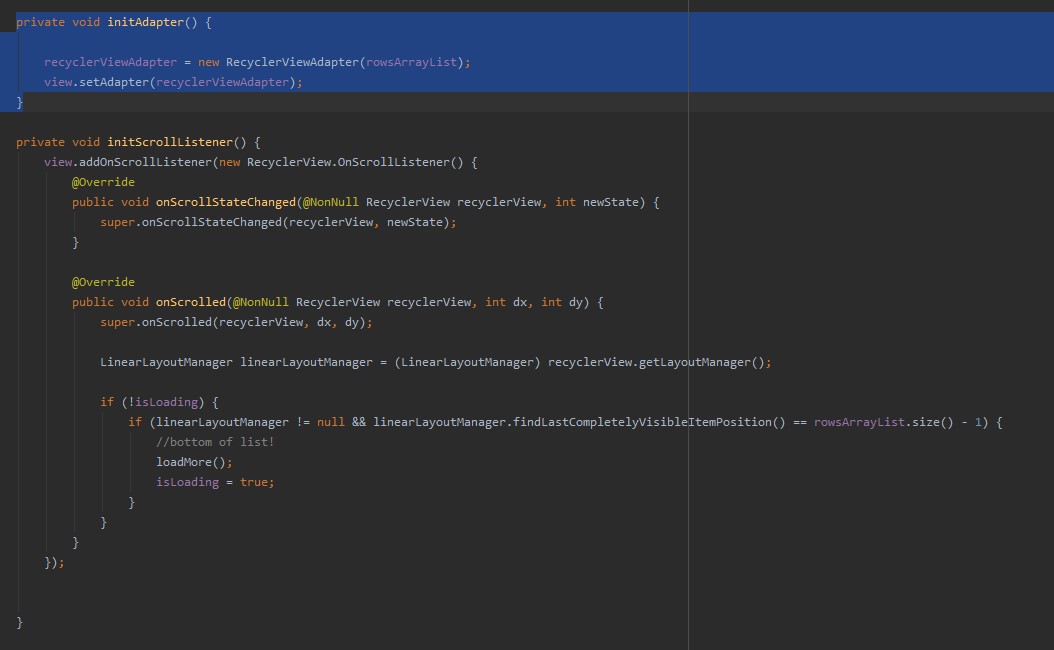 private void initAdapter() {
recyclerViewAdapter = new RecyclerViewAdapter(rowsArrayList);
view.setAdapter(recyclerViewAdapter);
}
private void initScrollListener() {
view.addOnScrollListener(new RecyclerView.OnScrollListener() {
@Override
public void onScrollStateChanged(@NonNull RecyclerView recyclerView, int newState) {
super.onScrollStateChanged(recyclerView, newState);
}
@Override
public void onScrolled(@NonNull RecyclerView recyclerView, int dx, int dy) {
super.onScrolled(recyclerView, dx, dy);
LinearLayoutManager linearLayoutManager = (LinearLayoutManager) recyclerView.getLayoutManager();
if (!isLoading) {
if (linearLayoutManager != null && linearLayoutManager.findLastCompletelyVisibleItemPosition() == rowsArrayList.size() - 1) {
//bottom of list!
loadMore();
isLoading = true;
}
}
}
});
}